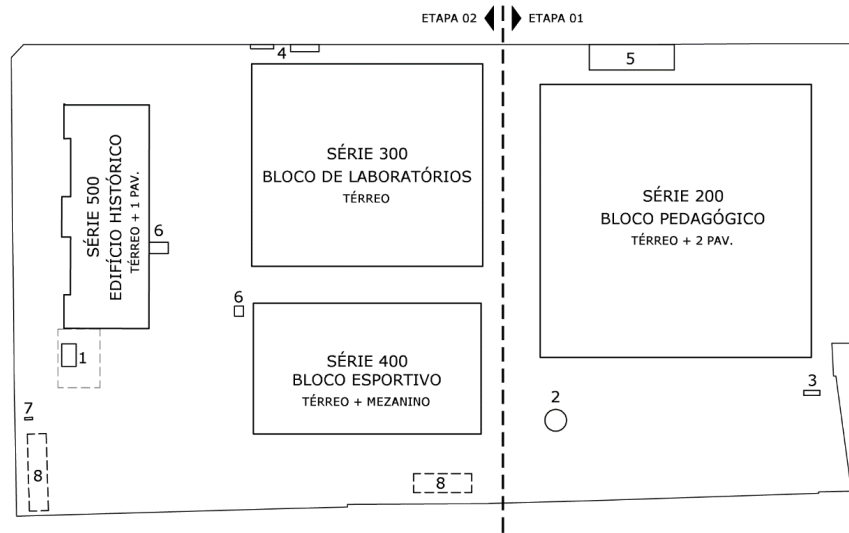 ETAPA 02
ETAPA 01
4
5
SÉRIE 300
BLOCO DE LABORATÓRIOS
TÉRREO
SÉRIE 200
BLOCO PEDAGÓGICO
TÉRREO + 2 PAV.
SÉRIE 500
EDIFÍCIO HISTÓRICO
TÉRREO + 1 PAV.
6
6
1
SÉRIE 400
BLOCO ESPORTIVO
TÉRREO + MEZANINO
3
2
7
8
8